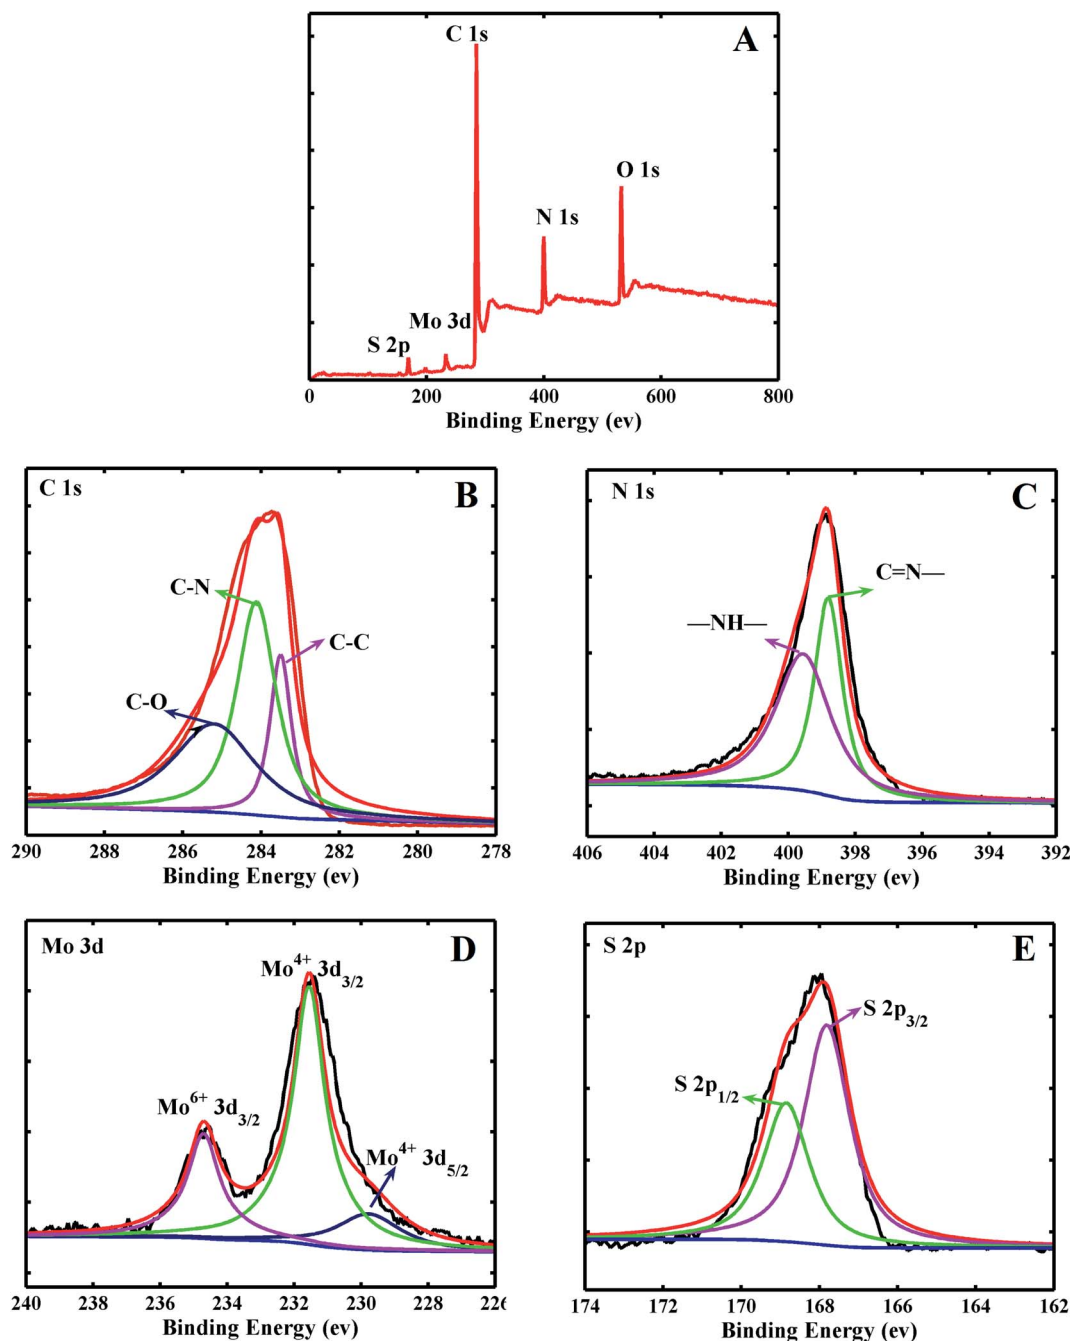 C 1s
A
O 1s
N 1s
Mo 3d
S 2p
0 200 400 600 800
Binding Energy (ev)
C 1s
B
C-N
C-C
C-O
290 288 286 284 282 280 278
Binding Energy (ev)
N 1s
C
C=N—
—NH—
406 404 402 400 398 396 394 392
Binding Energy (ev)
Mo 3d
D
Mo⁴⁺ 3d₃/₂
Mo⁶⁺ 3d₃/₂
Mo⁴⁺ 3d₅/₂
240 238 236 234 232 230 228 226
Binding Energy (ev)
S 2p
E
S 2p₃/₂
S 2p₁/₂
174 172 170 168 166 164 162
Binding Energy (ev)